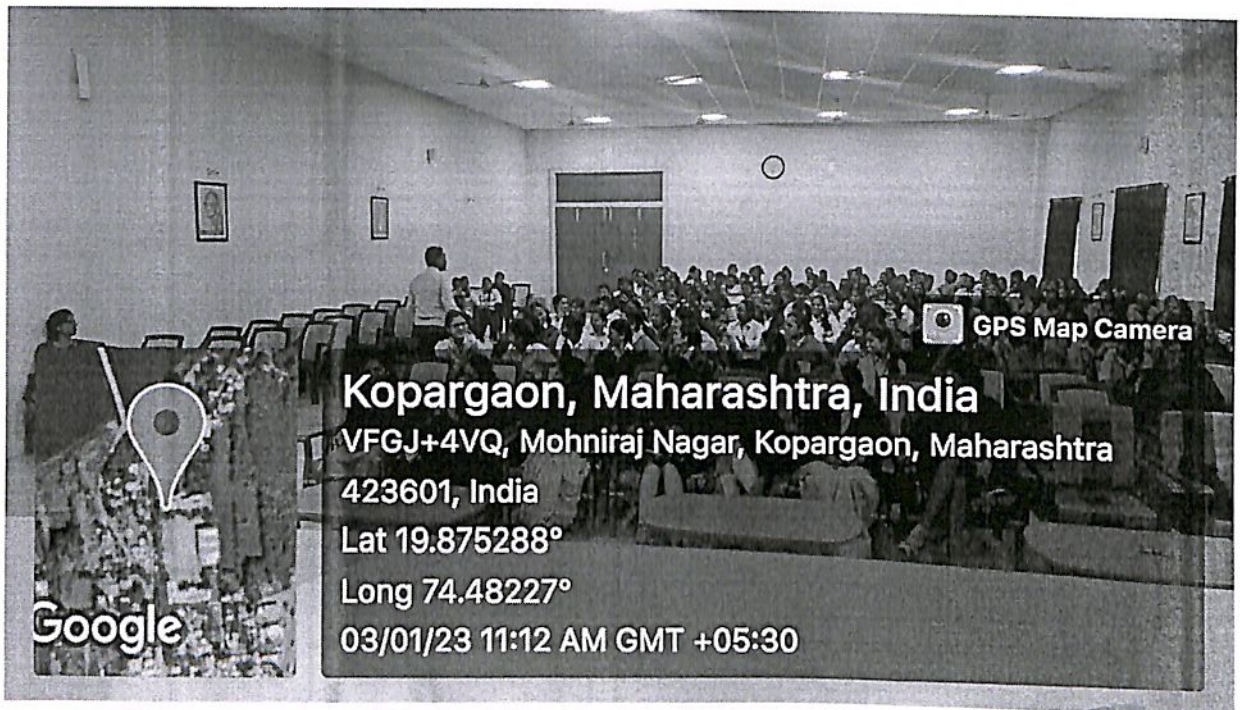 GPS Map Camera
Kopargaon, Maharashtra, India
VFGJ+4VQ, Mohniraj Nagar, Kopargaon, Maharashtra
423601, India
Lat 19.875288°
Long 74.48227°
03/01/23 11:12 AM GMT +05:30
Google